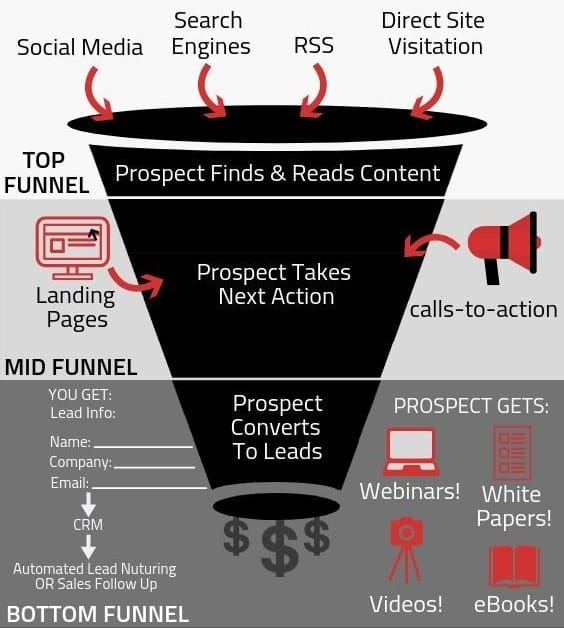 Social Media
Search
Engines
RSS
Direct Site
Visitation
TOP
FUNNEL
Prospect Finds & Reads Content
Landing
Pages
Prospect Takes
Next Action
calls-to-action
MID FUNNEL
YOU GET:
Lead Info:
Name:
Company:
Email:
CRM
Automated Lead Nuturing
OR Sales Follow Up
Prospect
Converts
To Leads
$ $ $
PROSPECT GETS:
Webinars!
White
Papers!
Videos!
eBooks!
BOTTOM FUNNEL